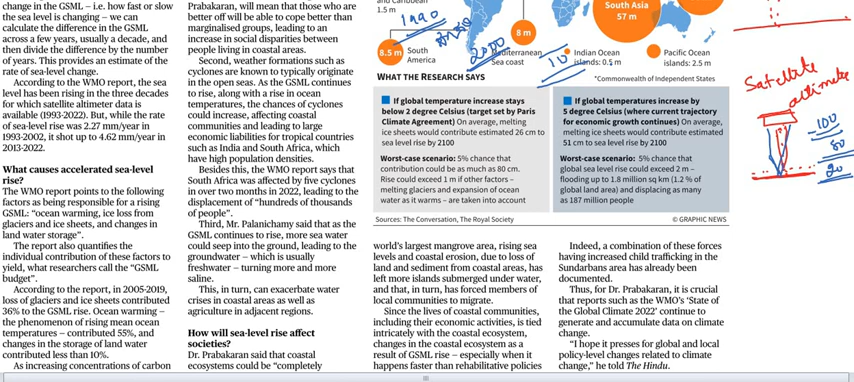 change in the GSML – i.e. how fast or slow
the sea level is changing – we can
calculate the difference in the GSML
across a few years, usually a decade, and
then divide the difference by the number
of years. This provides an estimate of the
rate of sea-level change.
According to the WMO report, the sea
level has been rising in the three decades
for which satellite altimeter data is
available (1993-2022). But, while the
rate of sea-level rise was 2.27 mm/year in
1993-2002, it shot up to 4.62 mm/year in
2013-2022.
What causes accelerated sea-level
rise?
The WMO report points to the following
factors as being responsible for a rising
GSML: “ocean warming, ice loss from
glaciers and ice sheets, and changes in
land water storage”.
The report also quantifies the
individual contribution of these factors to
yield, what researchers call the “GSML
budget”.
According to the report, in 2005-2019,
loss of glaciers and ice sheets contributed
36% to the GSML rise. Ocean warming –
the phenomenon of rising mean ocean
temperatures – contributed 55%, and
changes in the storage of land water
contributed less than 10%.
As increasing concentrations of carbon
Prabakaran, will mean that those who are
better off will be able to cope better than
marginalised groups, leading to an
increase in social disparities between
people living in coastal areas.
Second, weather formations such as
cyclones are known to typically originate
in the open seas. As the GSML continues
to rise, along with a rise in ocean
temperatures, the chances of cyclones
could increase, affecting coastal
communities and leading to large
economic liabilities for tropical countries
such as India and South Africa, which
have high population densities.
Besides this, the WMO report says that
South Africa was affected by five cyclones
in over two months in 2022, leading to the
displacement of “hundreds of thousands
of people”.
Third, Mr. Palanichamy said that as the
GSML continues to rise, more sea water
could seep into the ground, leading to the
groundwater – which is usually
freshwater – turning more and more
saline.
This, in turn, can exacerbate water
crises in coastal areas as well as
agriculture in adjacent regions.
How will sea-level rise affect
societies?
Dr. Prabakaran said that coastal
ecosystems could be “completely
and Caribbean
1.5 m
1990
2000
8.5 m
South
America
8 m
Mediterranean
Sea coast
South Asia
57 m
10
Indian Ocean
islands: 0.5 m
Pacific Ocean
islands: 2.5 m
WHAT THE RESEARCH SAYS
*Commonwealth of Independent States
If global temperature increase stays
below 2 degree Celsius (target set by Paris
Climate Agreement) On average, melting
ice sheets would contribute estimated 26 cm to
sea level rise by 2100
Worst-case scenario: 5% chance that
contribution could be as much as 80 cm.
Rise could exceed 1 m if other factors –
melting glaciers and expansion of ocean
water as it warms – are taken into account
If global temperatures increase by
5 degree Celsius (where current trajectory
for economic growth continues) On average,
melting ice sheets would contribute estimated
51 cm to sea level rise by 2100
Worst-case scenario: 5% chance that
global sea level rise could exceed 2 m –
flooding up to 1.8 million sq km (1.2 % of
global land area) and displacing as many
as 187 million people
Sources: The Conversation, The Royal Society
© GRAPHIC NEWS
world’s largest mangrove area, rising sea
levels and coastal erosion, due to loss of
land and sediment from coastal areas, has
left more islands submerged under water,
and that, in turn, has forced members of
local communities to migrate.
Since the lives of coastal communities,
including their economic activities, is tied
intricately with the coastal ecosystem,
changes in the coastal ecosystem as a
result of GSML rise – especially when it
happens faster than rehabilitative policies
Indeed, a combination of these forces
having increased child trafficking in the
Sundarbans area has already been
documented.
Thus, for Dr. Prabakaran, it is crucial
that reports such as the WMO’s ‘State of
the Global Climate 2022’ continue to
generate and accumulate data on climate
change.
“I hope it presses for global and local
policy-level changes related to climate
change,” he told The Hindu.
Satellite
altimeter
100
80
20